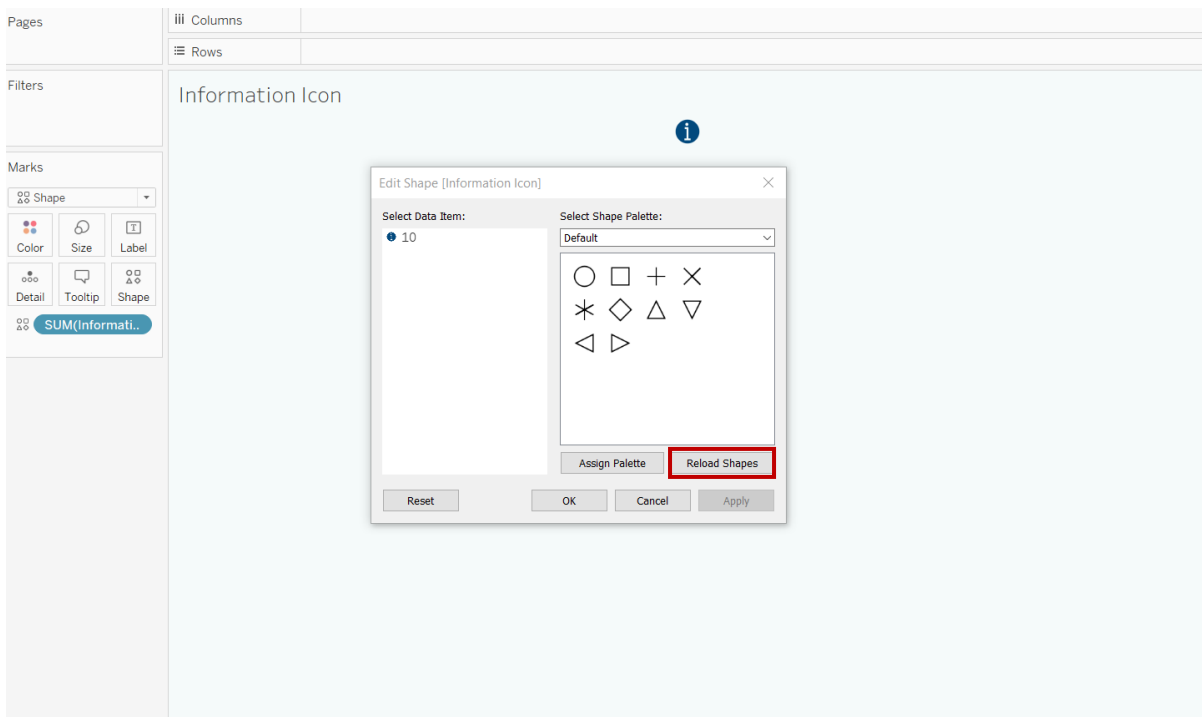 Pages
Columns
Rows
Filters
Information Icon
i
Marks
Shape
Color Size Label
T
Detail Tooltip Shape
SUM(Informati..
Edit Shape [Information Icon]
Select Data Item:
10
Select Shape Palette:
Default
Assign Palette Reload Shapes
Reset OK Cancel Apply